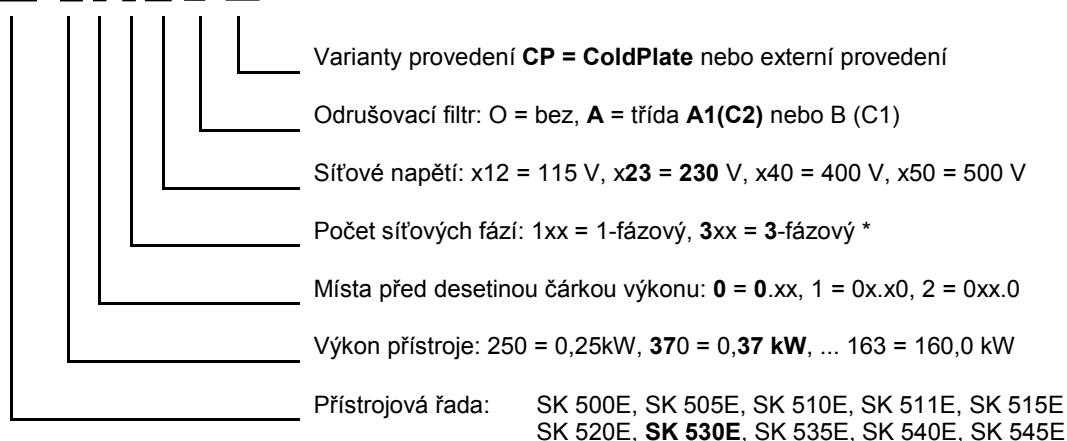 Varianty provedení CP = ColdPlate nebo externí provedení
Odrušovací filtr: O = bez, A = třída A1(C2) nebo B (C1)
Síťové napětí: x12 = 115 V, x23 = 230 V, x40 = 400 V, x50 = 500 V
Počet síťových fází: 1xx = 1-fázový, 3xx = 3-fázový *
Místa před desetinou čárkou výkonu: 0 = 0.xx, 1 = 0x.x0, 2 = 0xx.0
Výkon přístroje: 250 = 0,25kW, 370 = 0,37 kW, ... 163 = 160,0 kW
Přístrojová řada: SK 500E, SK 505E, SK 510E, SK 511E, SK 515E
SK 520E, SK 530E, SK 535E, SK 540E, SK 545E